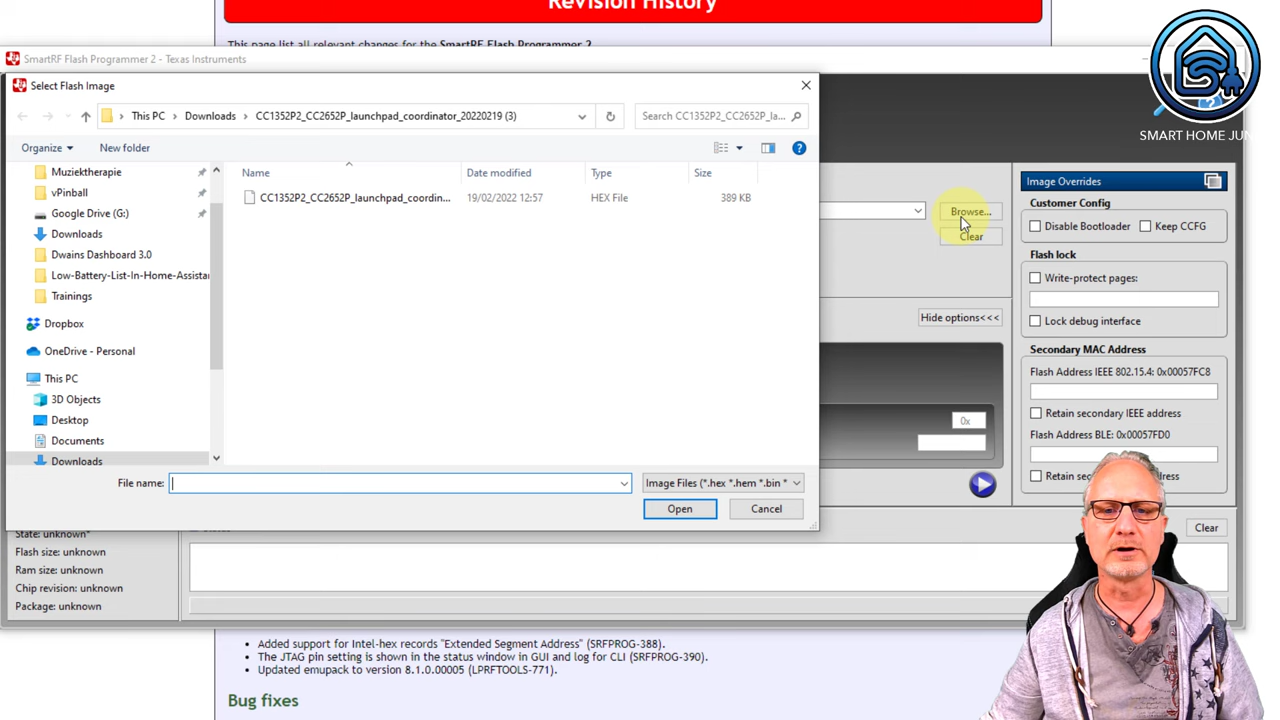 Revision History
This page list all relevant changes for the SmartRF Flash Programmer 2
SmartRF Flash Programmer 2 - Texas Instruments
SMART HOME JUN
Select Flash Image
This PC
Downloads
CC1352P2_CC2652P_launchpad_coordinator_20220219 (3)
Search CC1352P2_CC2652P_la...
Organize
New folder
Name
Date modified
Type
Size
CC1352P2_CC2652P_launchpad_coordin...
19/02/2022 12:57
HEX File
389 KB
Muziektherapie
vPinball
Google Drive (G:)
Downloads
Dwains Dashboard 3.0
Low-Battery-List-In-Home-Assistar
Trainings
Dropbox
OneDrive - Personal
This PC
3D Objects
Desktop
Documents
Downloads
File name:
Image Files (*.hex *.hem *.bin *
Open
Cancel
Browse...
Clear
Hide options<<<
0x
Image Overrides
Customer Config
Disable Bootloader
Keep CCFG
Flash lock
Write-protect pages:
Lock debug interface
Secondary MAC Address
Flash Address IEEE 802.15.4: 0x00057FC8
Retain secondary IEEE address
Flash Address BLE: 0x00057FD0
Retain
Clear
State: unknown*
Flash size: unknown
Ram size: unknown
Chip revision: unknown
Package: unknown
Added support for Intel-hex records "Extended Segment Address" (SRFPROG-388).
The JTAG pin setting is shown in the status window in GUI and log for CLI (SRFPROG-390).
Updated emupack to version 8.1.0.00005 (LPRFTOOLS-771).
Bug fixes